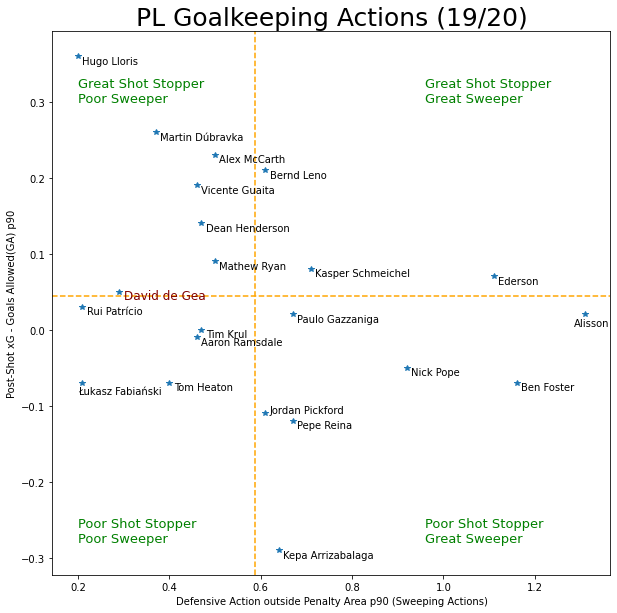 PL Goalkeeping Actions (19/20)
Hugo Lloris
Great Shot Stopper
Poor Sweeper
Great Shot Stopper
Great Sweeper
0.3
Martin Dúbravka
Alex McCarth
Bernd Leno
Vicente Guaita
0.2
Dean Henderson
Mathew Ryan
Kasper Schmeichel
Ederson
0.1
David de Gea
Rui Patrício
Paulo Gazzaniga
Alisson
Tim Krul
Aaron Ramsdale
0.0
Nick Pope
Łukasz Fabiański
Tom Heaton
Ben Foster
Jordan Pickford
Pepe Reina
−0.1
−0.2
Poor Shot Stopper
Poor Sweeper
Poor Shot Stopper
Great Sweeper
Kepa Arrizabalaga
−0.3
Post-Shot xG - Goals Allowed(GA) p90
0.2 0.4 0.6 0.8 1.0 1.2
Defensive Action outside Penalty Area p90 (Sweeping Actions)